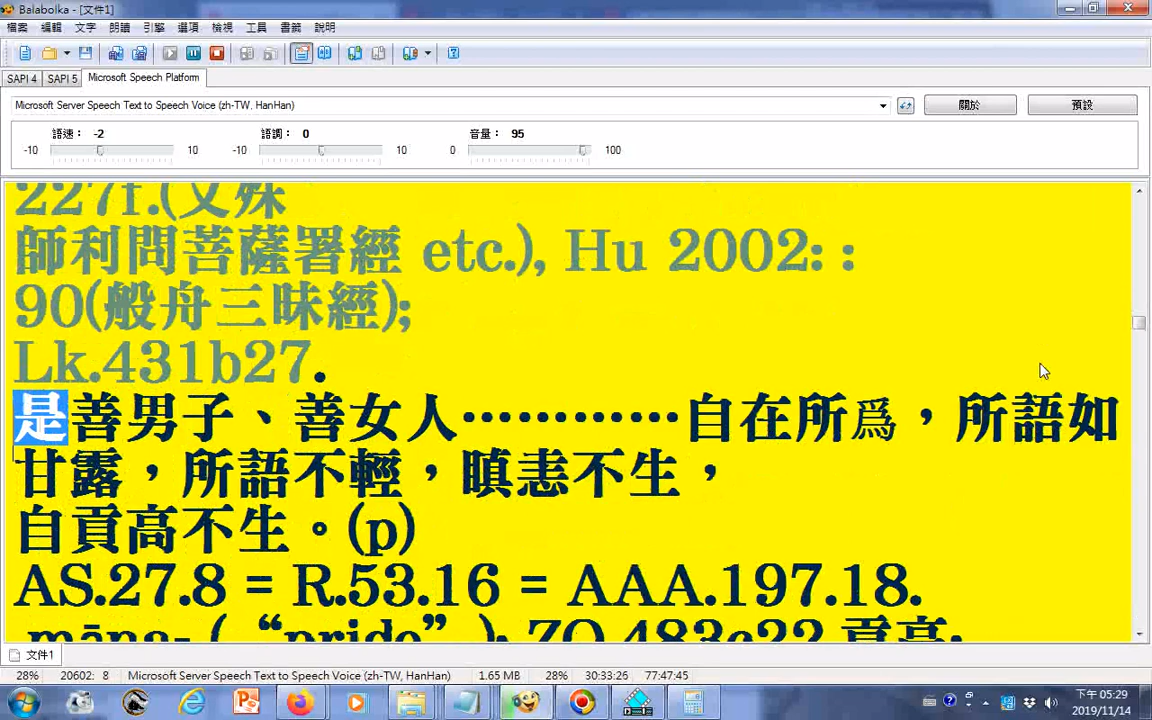 Balabolka - [文件1]
檔案 編輯 文字 朗讀 引擎 選項 檢視 工具 書籤 說明
SAPI 4 SAPI 5 Microsoft Speech Platform
Microsoft Server Speech Text to Speech Voice (zh-TW, HanHan) 關於 預設
語速： -2 語調： 0 音量： 95
-10 10 -10 10 0 100
227f.(文殊
師利問菩薩署經 etc.), Hu 2002: :
90(般舟三昧經);
Lk.431b27.
是善男子、善女人…………自在所爲，所語如
甘露，所語不輕，瞋恚不生，
自貢高不生。(p)
AS.27.8 = R.53.16 = AAA.197.18.
māna- (“pride”); ZQ.483c22.貢高;
文件1
28% 20602: 8 Microsoft Server Speech Text to Speech Voice (zh-TW, HanHan) 1.65 MB 28% 30:33:26 77:47:45
下午 05:29
2019/11/14